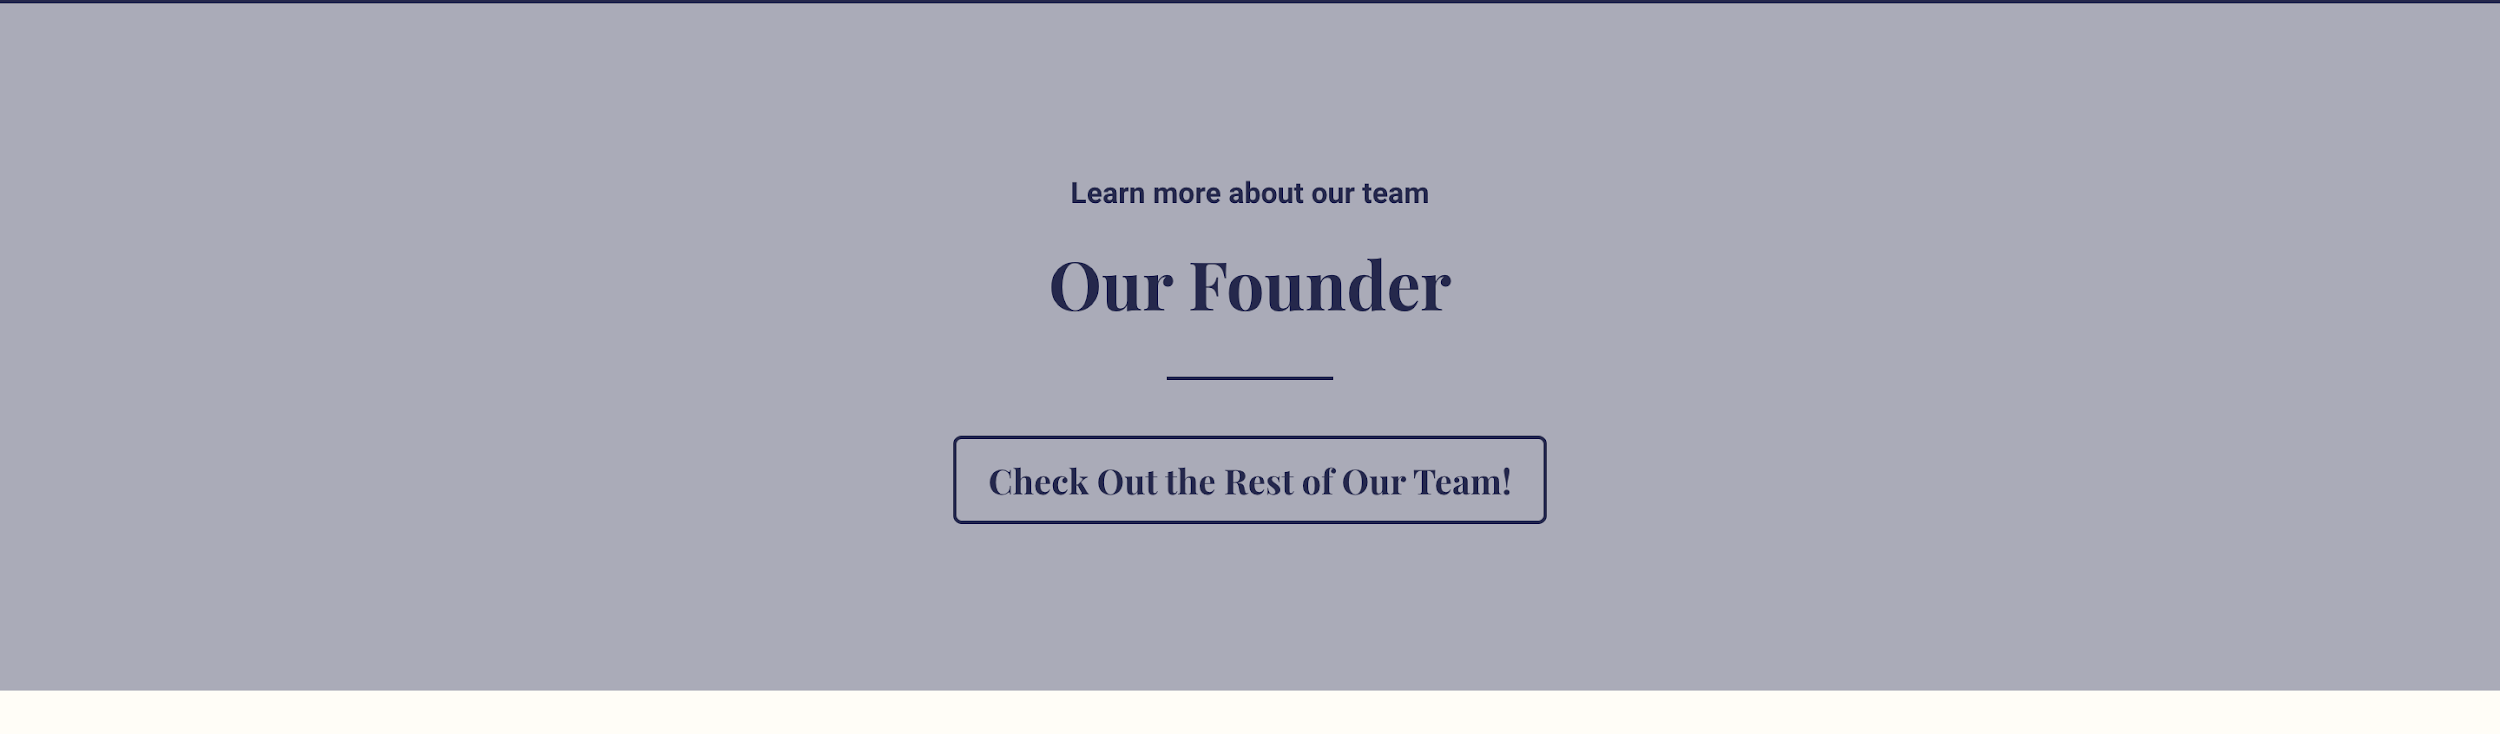 Learn more about our team
Our Founder
Check Out the Rest of Our Team!